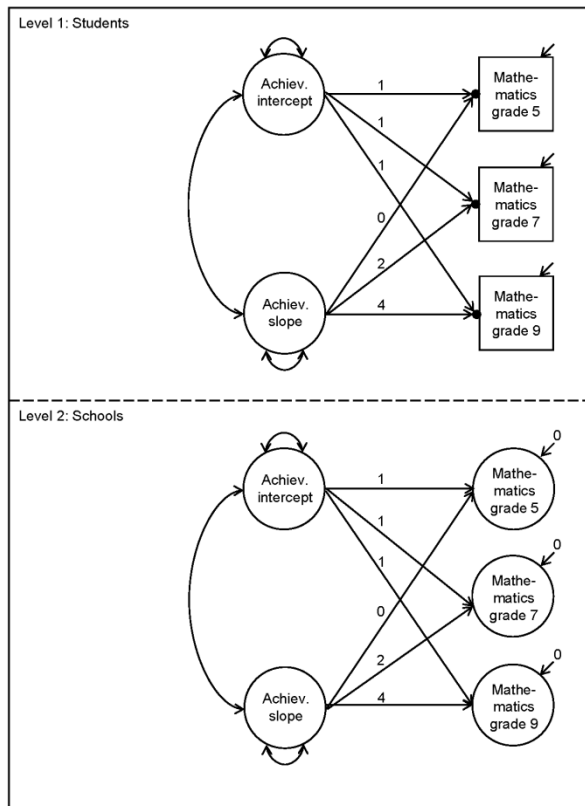 Level 1: Students
Achiev.
intercept
1
Mathe-
matics
grade 5
1
1
Mathe-
matics
grade 7
0
2
Achiev.
slope
4
Mathe-
matics
grade 9
Level 2: Schools
0
Achiev.
intercept
1
Mathe-
matics
grade 5
1
0
1
Mathe-
matics
grade 7
0
2
0
Achiev.
slope
4
Mathe-
matics
grade 9